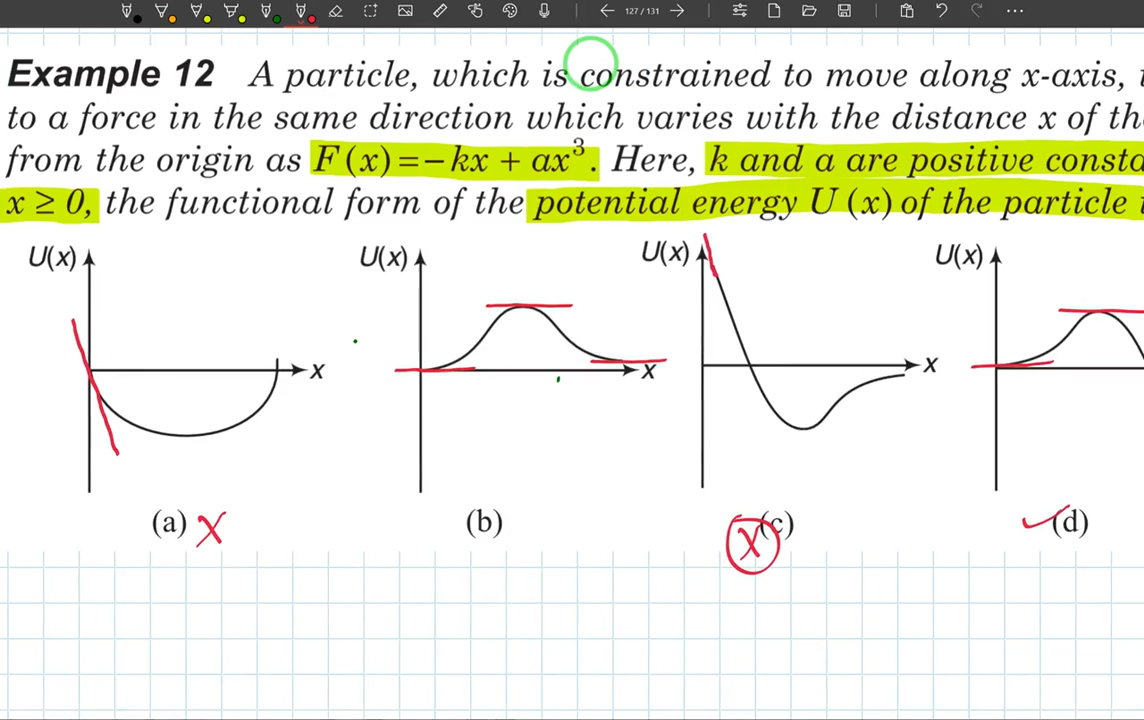 127 / 131
Example 12 A particle, which is constrained to move along x-axis,
to a force in the same direction which varies with the distance x of
from the origin as F(x)=−kx + ax³. Here, k and a are positive
x ≥ 0, the functional form of the potential energy U (x) of the particle
U(x) U(x) U(x) U(x)
x x x
(a) X (b) X (c) (d)